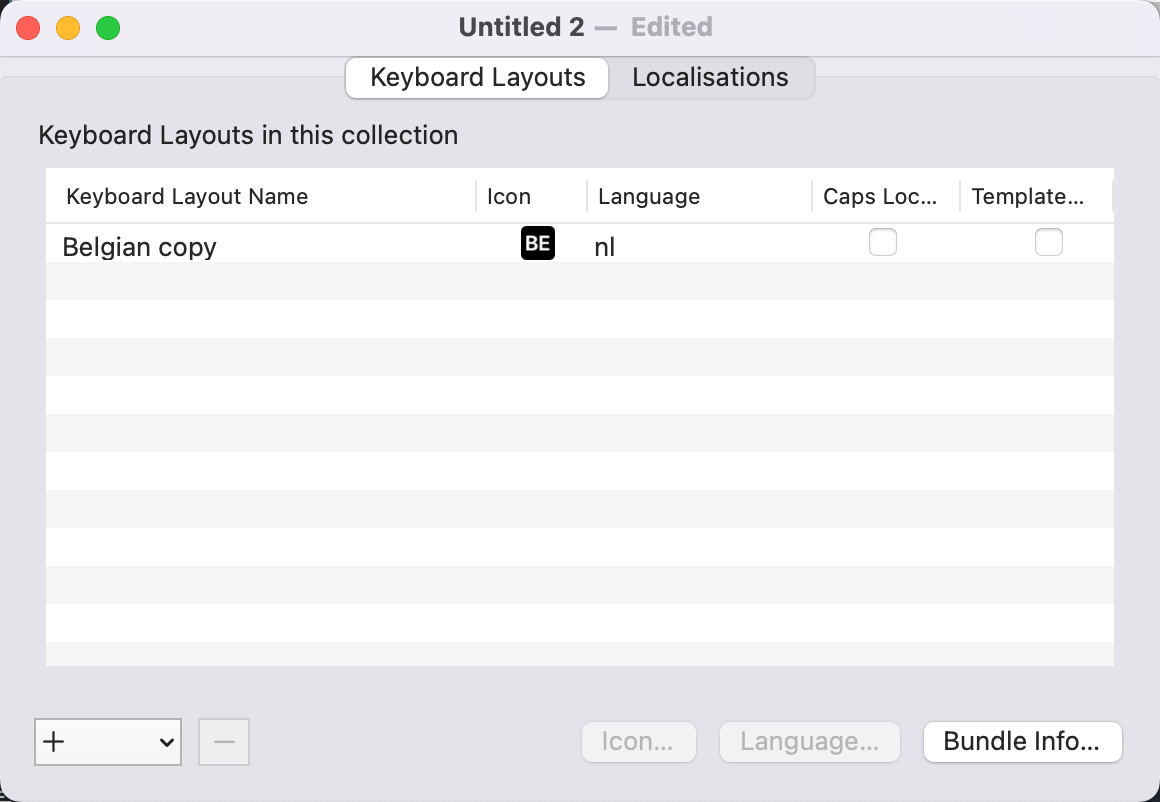 Untitled 2 — Edited
Keyboard Layouts Localisations
Keyboard Layouts in this collection
Keyboard Layout Name Icon Language Caps Loc... Template...
Belgian copy BE nl
+ — Icon... Language... Bundle Info...